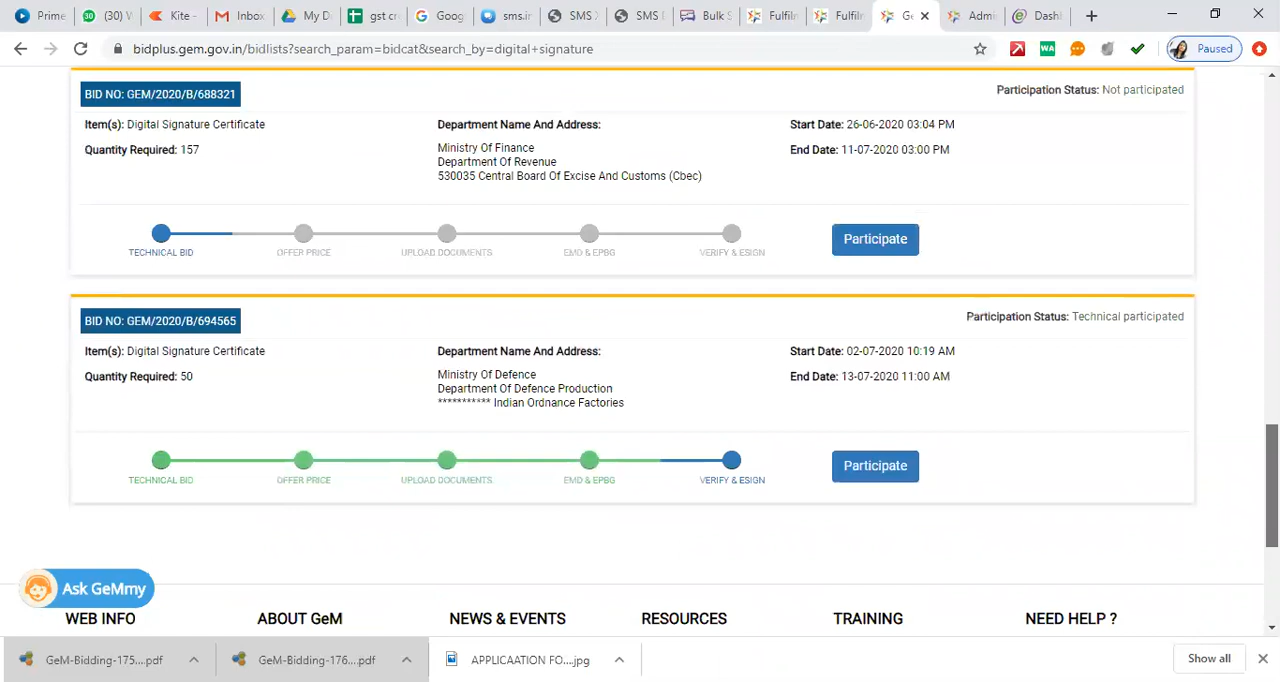 Prime
30 (30) W
Kite -
Inbox
My D
gst cr
Goog
sms.in
SMS
SMS
Bulk S
Fulfiln
Fulfiln
Ge
Admi
Dashl
bidplus.gem.gov.in/bidlists?search_param=bidcat&search_by=digital+signature
WA
Paused
BID NO: GEM/2020/B/688321
Participation Status: Not participated
Item(s): Digital Signature Certificate
Quantity Required: 157
Department Name And Address:
Ministry Of Finance
Department Of Revenue
530035 Central Board Of Excise And Customs (Cbec)
Start Date: 26-06-2020 03:04 PM
End Date: 11-07-2020 03:00 PM
TECHNICAL BID
OFFER PRICE
UPLOAD DOCUMENTS
EMD & EPBG
VERIFY & ESIGN
Participate
BID NO: GEM/2020/B/694565
Participation Status: Technical participated
Item(s): Digital Signature Certificate
Quantity Required: 50
Department Name And Address:
Ministry Of Defence
Department Of Defence Production
*********** Indian Ordnance Factories
Start Date: 02-07-2020 10:19 AM
End Date: 13-07-2020 11:00 AM
TECHNICAL BID
OFFER PRICE
UPLOAD DOCUMENTS
EMD & EPBG
VERIFY & ESIGN
Participate
Ask GeMmy
WEB INFO
ABOUT GeM
NEWS & EVENTS
RESOURCES
TRAINING
NEED HELP ?
GeM-Bidding-175....pdf
GeM-Bidding-176....pdf
APPLICAATION FO....jpg
Show all